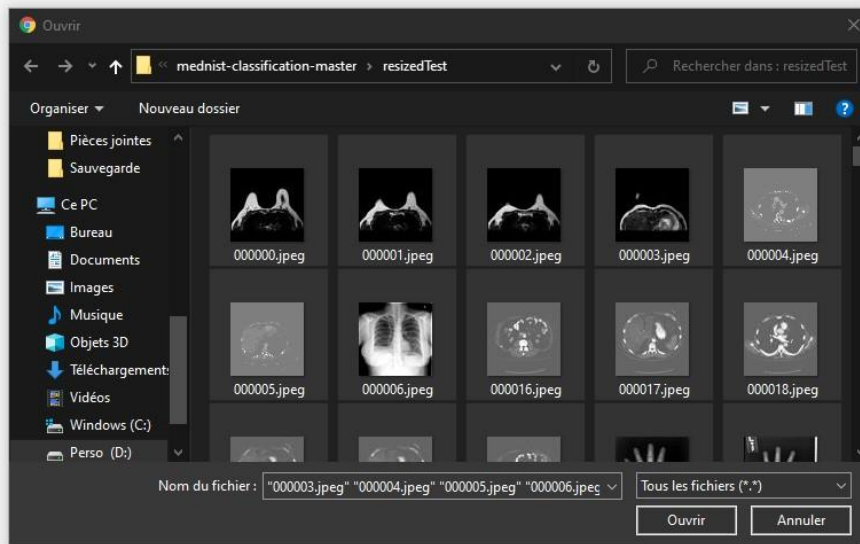 Ouvrir
mednist-classification-master > resizedTest
Rechercher dans : resizedTest
Organiser
Nouveau dossier
Pièces jointes
Sauvegarde
Ce PC
Bureau
Documents
Images
Musique
Objets 3D
Téléchargement
Vidéos
Windows (C:)
Perso (D:)
000000.jpeg
000001.jpeg
000002.jpeg
000003.jpeg
000004.jpeg
000005.jpeg
000006.jpeg
000016.jpeg
000017.jpeg
000018.jpeg
Nom du fichier : "000003.jpeg" "000004.jpeg" "000005.jpeg" "000006.jpeg
Tous les fichiers (*.*)
Ouvrir
Annuler